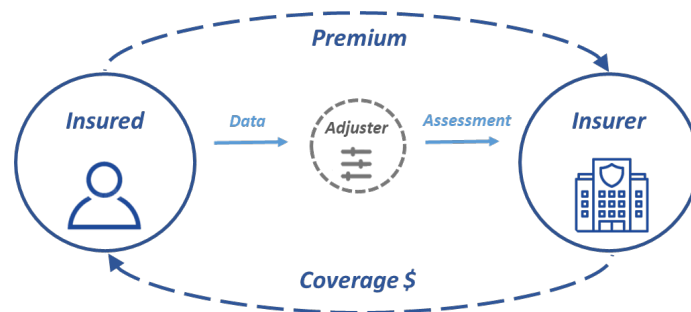 Premium
Insured
Data
Adjuster
Assessment
Insurer
Coverage $